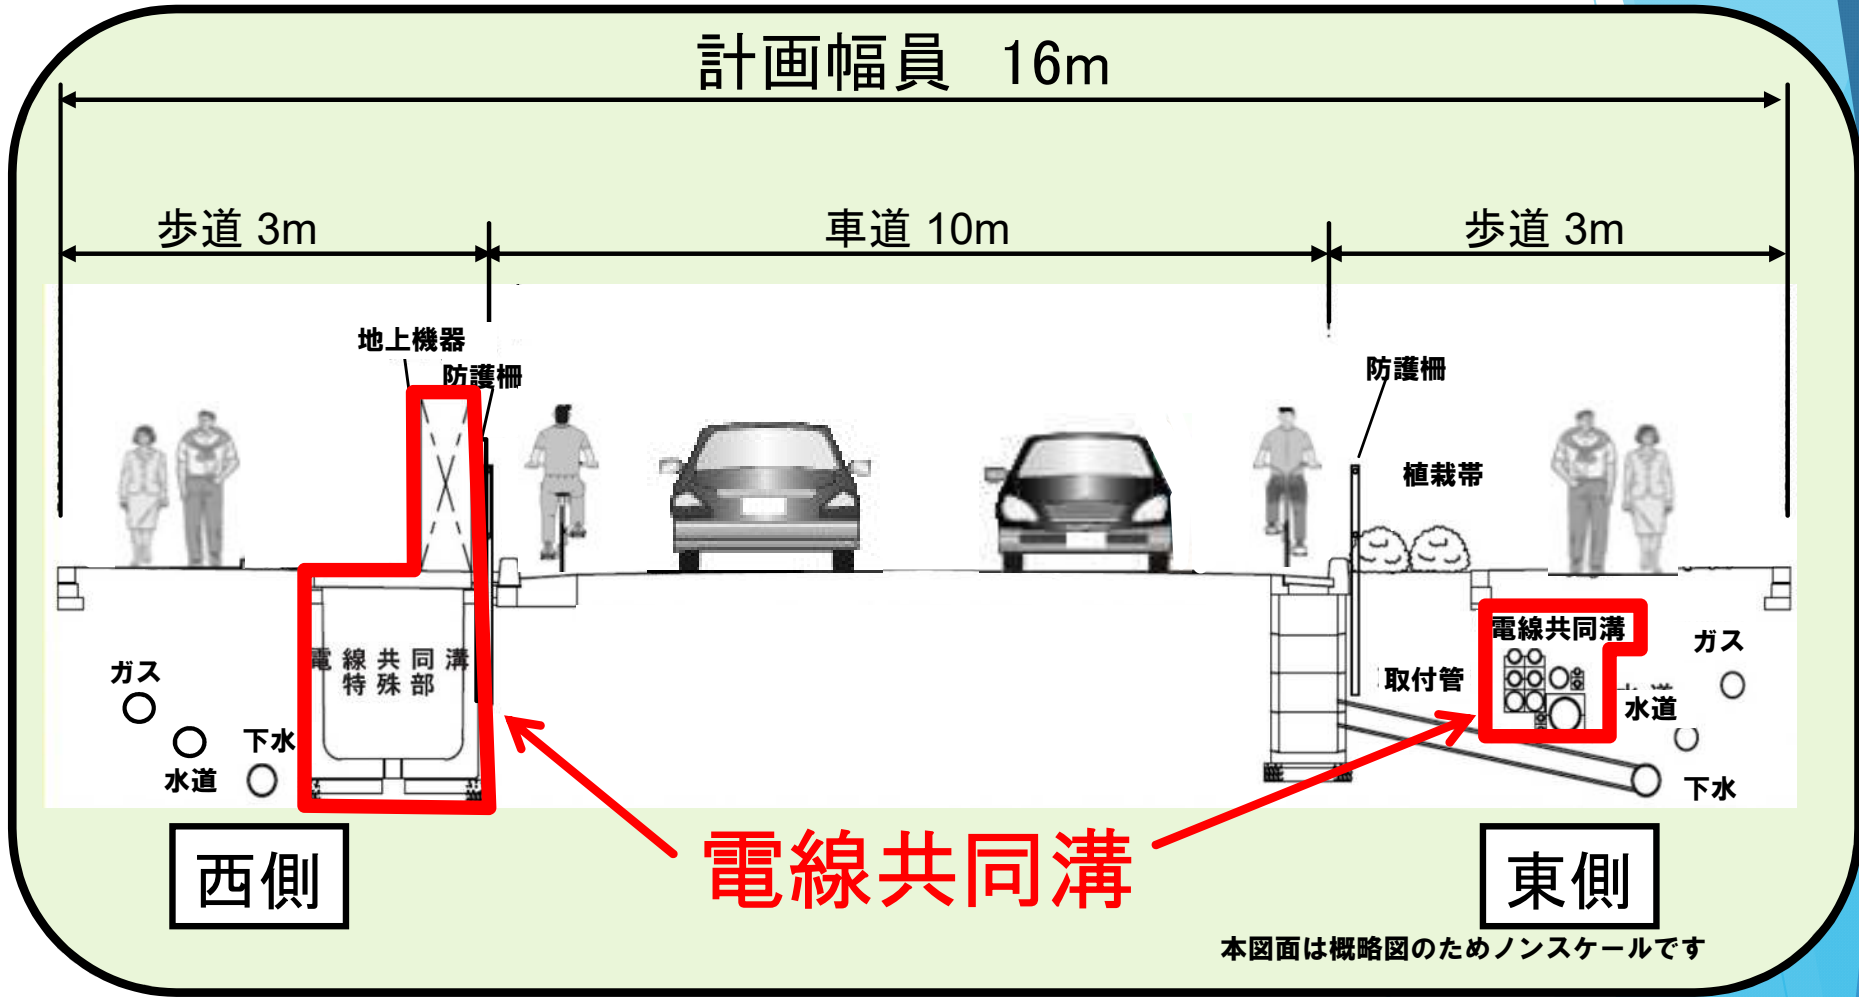 計画幅員　16m
歩道 3m
車道 10m
歩道 3m
地上機器
防護柵
防護柵
植栽帯
電線共同溝
特殊部
ガス
水道
下水
電線共同溝
取付管
ガス
水道
下水
電線共同溝
西側
東側
本図面は概略図のためノンスケールです